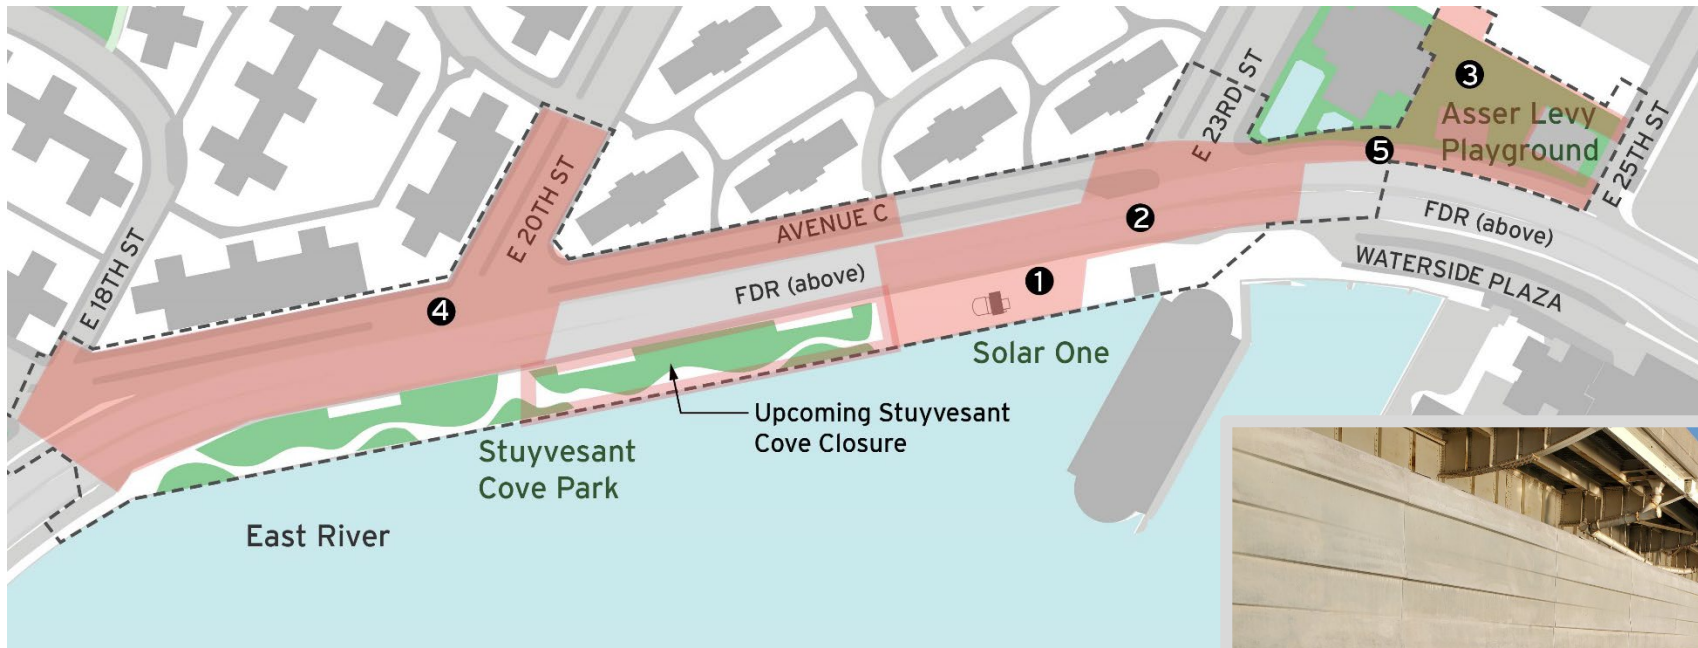 E 23RD ST
3
Asser Levy
Playground
5
E 25TH ST
E 20TH ST
AVENUE C
2
FDR (above)
E 18TH ST
FDR (above)
1
WATERSIDE PLAZA
4
Solar One
Upcoming Stuyvesant
Cove Closure
Stuyvesant
Cove Park
East River